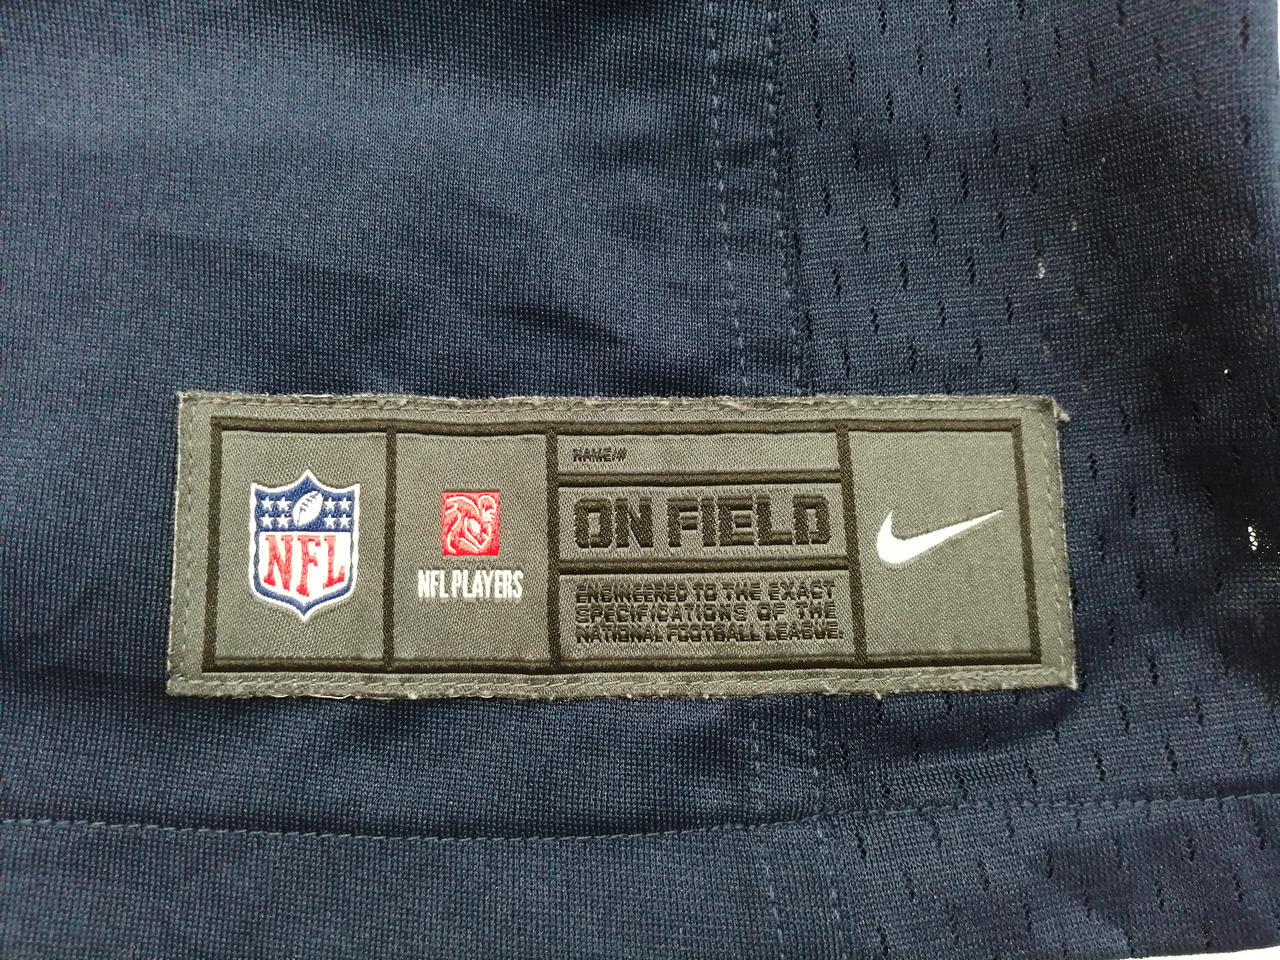 NFL
NFL PLAYERS
NAME/#
ON FIELD
ENGINEERED TO THE EXACT
SPECIFICATIONS OF THE
NATIONAL FOOTBALL LEAGUE.